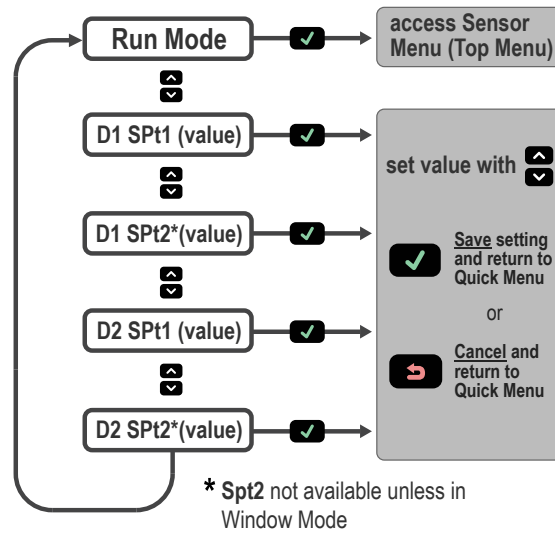 Run Mode
access Sensor
Menu (Top Menu)
D1 SPt1 (value)
set value with
D1 SPt2*(value)
Save setting
and return to
Quick Menu
or
D2 SPt1 (value)
Cancel and
return to
Quick Menu
D2 SPt2*(value)
* Spt2 not available unless in
Window Mode